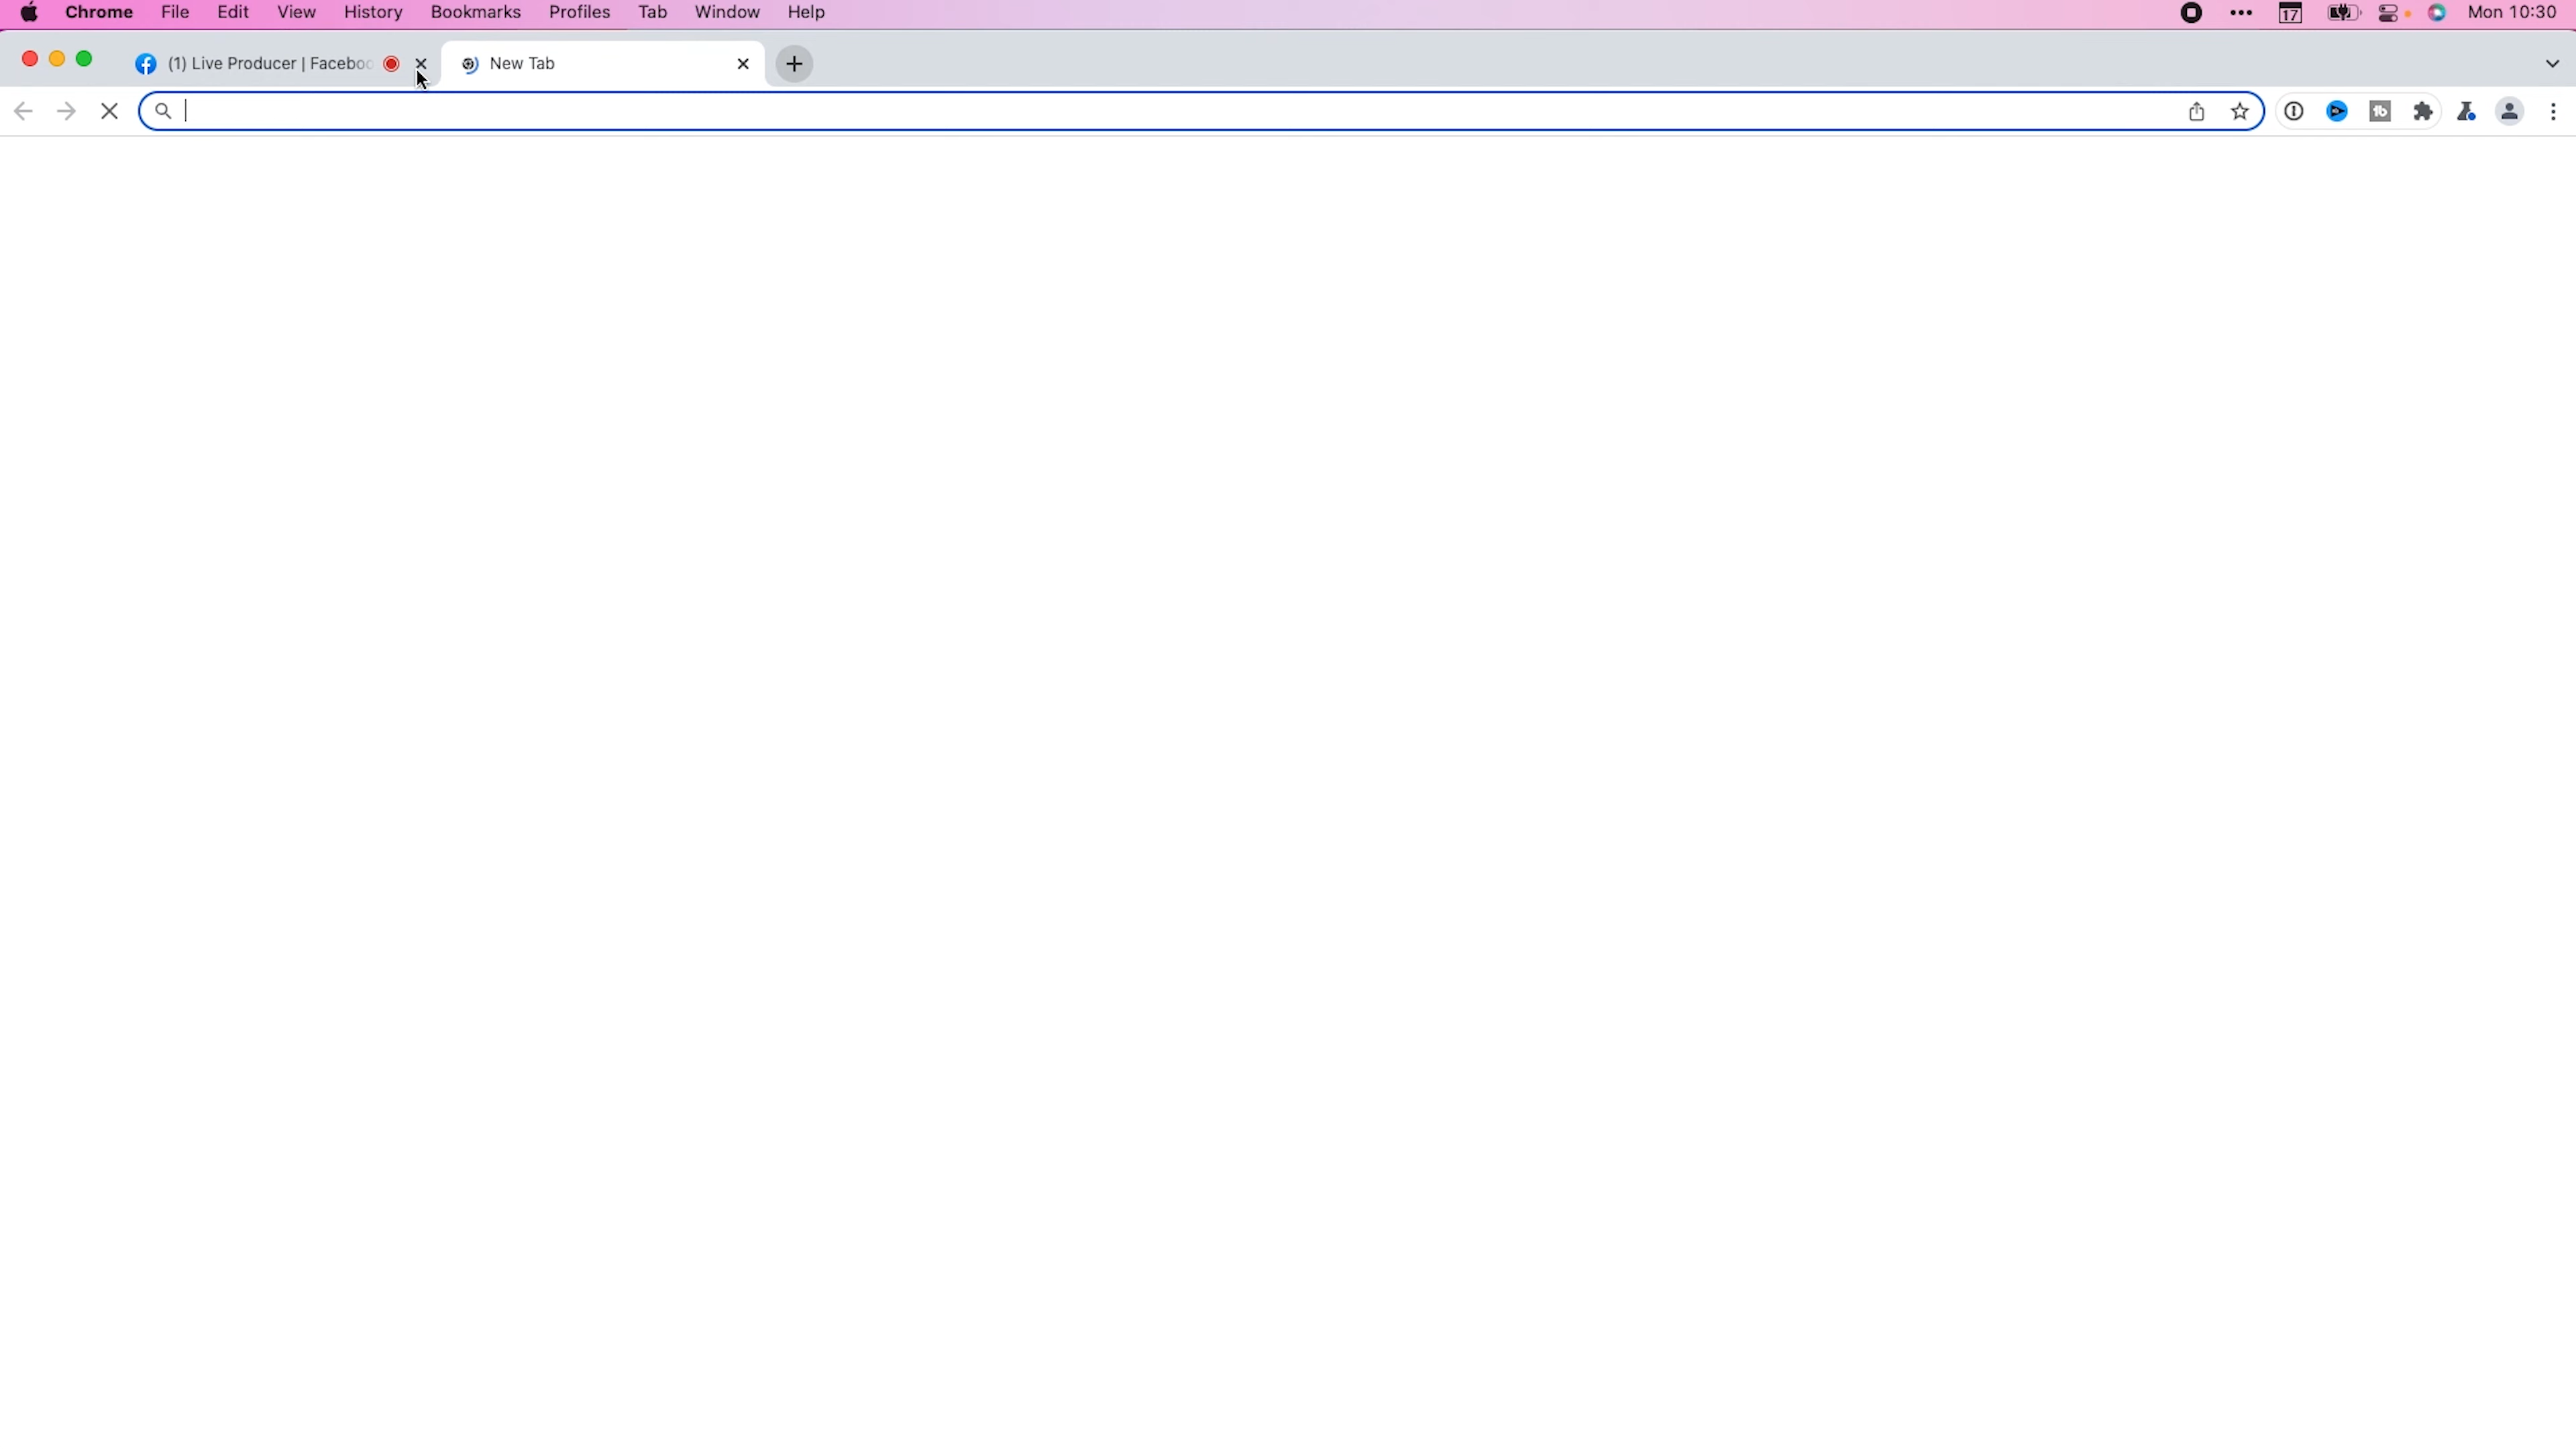 Chrome File Edit View History Bookmarks Profiles Tab Window Help 17 Mon 10:30
(1) Live Producer | Faceboo New Tab